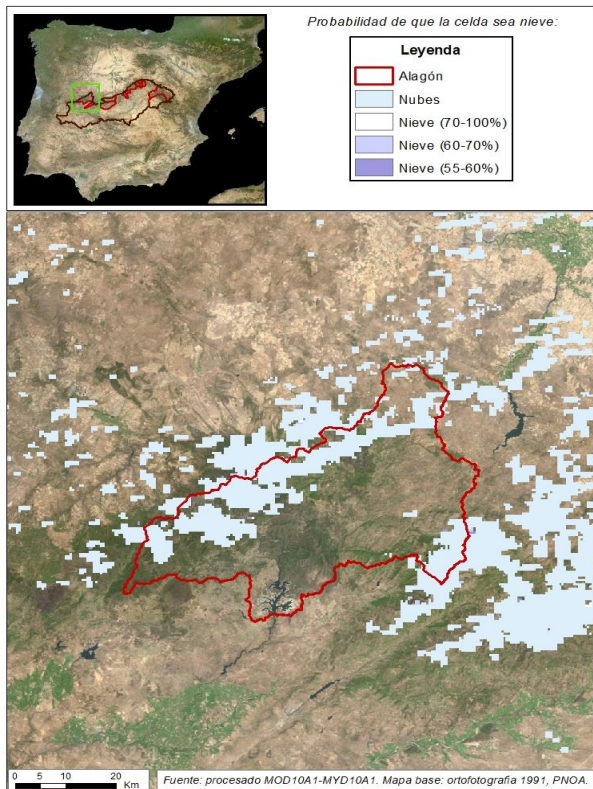 Probabilidad de que la celda sea nieve:
Leyenda
Alagón
Nubes
Nieve (70-100%)
Nieve (60-70%)
Nieve (55-60%)
0 5 10 20
Km
Fuente: procesado MOD10A1-MYD10A1. Mapa base: ortofotografia 1991, PNOA.